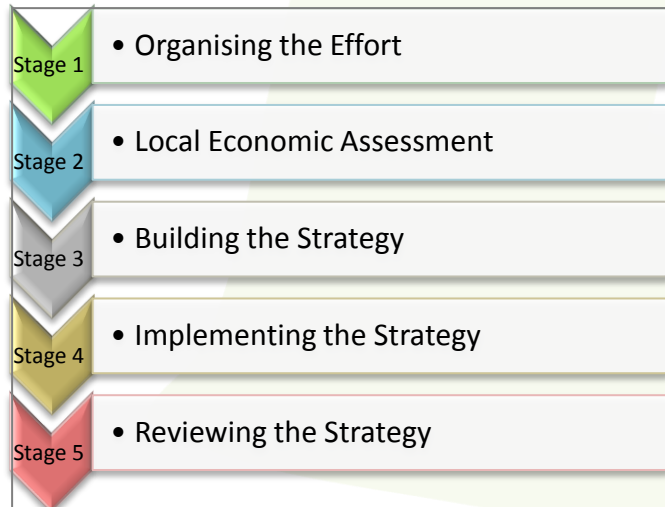 Stage 1
• Organising the Effort
Stage 2
• Local Economic Assessment
Stage 3
• Building the Strategy
Stage 4
• Implementing the Strategy
Stage 5
• Reviewing the Strategy